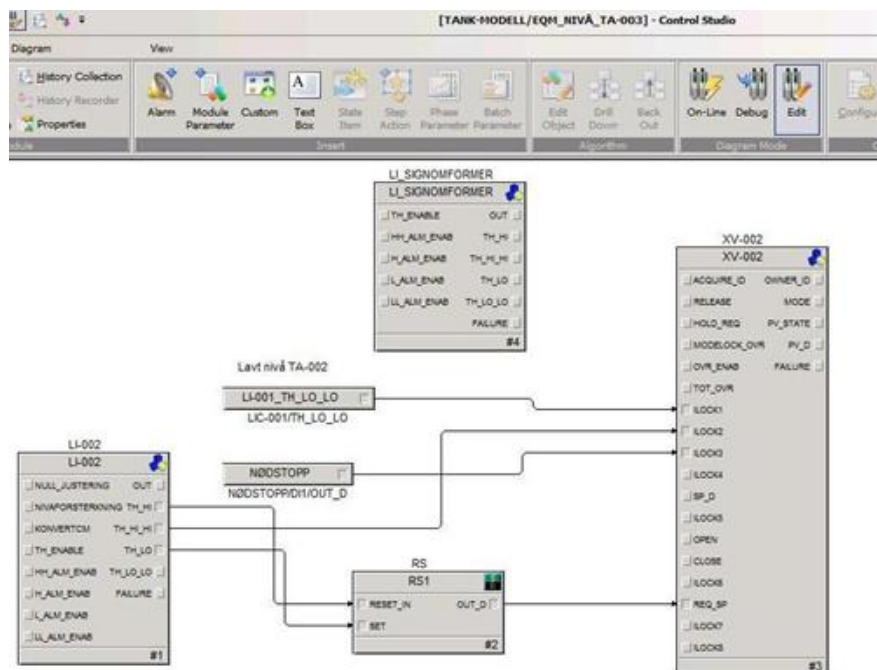 [TANK-MODELL/EQM_NIVÅ_TA-003] - Control Studio
Diagram View
History Collection
History Recorder
Properties
Alarm Module Parameter Custom Text Box State Item Step Action Phase Parameter Batch Parameter Edit Object Drill Down Back Out On-Line Debug Edit
Insert Algorithm Diagram Mode
LI_SIGNOMFORMER
LI_SIGNOMFORMER
TH_ENABLE OUT
HH_ALM_ENAB TH_HI
H_ALM_ENAB TH_HI_HI
L_ALM_ENAB TH_LO
LL_ALM_ENAB TH_LO_LO
FAILURE
#4
XV-002
XV-002
ACQUIRE_ID OWNER_ID
RELEASE MODE
HOLD_REQ PV_STATE
MODELOCK_OVR PV_D
OVR_ENAB FAILURE
TOT_OVR
ILOCK1
ILOCK2
ILOCK3
ILOCK4
SP_D
ILOCK5
OPEN
CLOSE
ILOCK6
REQ_SP
ILOCK7
ILOCK8
#3
Lavt nivå TA-002
LI-001_TH_LO_LO
LIC-001/TH_LO_LO
NØDSTOPP
NØDSTOPP/DI1/OUT_D
LI-002
LI-002
NULL_JUSTERING OUT
NIVAFORSTERKNING TH_HI
KONVERTCM TH_HI_HI
TH_ENABLE TH_LO
HH_ALM_ENAB TH_LO_LO
H_ALM_ENAB FAILURE
L_ALM_ENAB
LL_ALM_ENAB
#1
RS
RS1
RESET_IN OUT_D
SET
#2